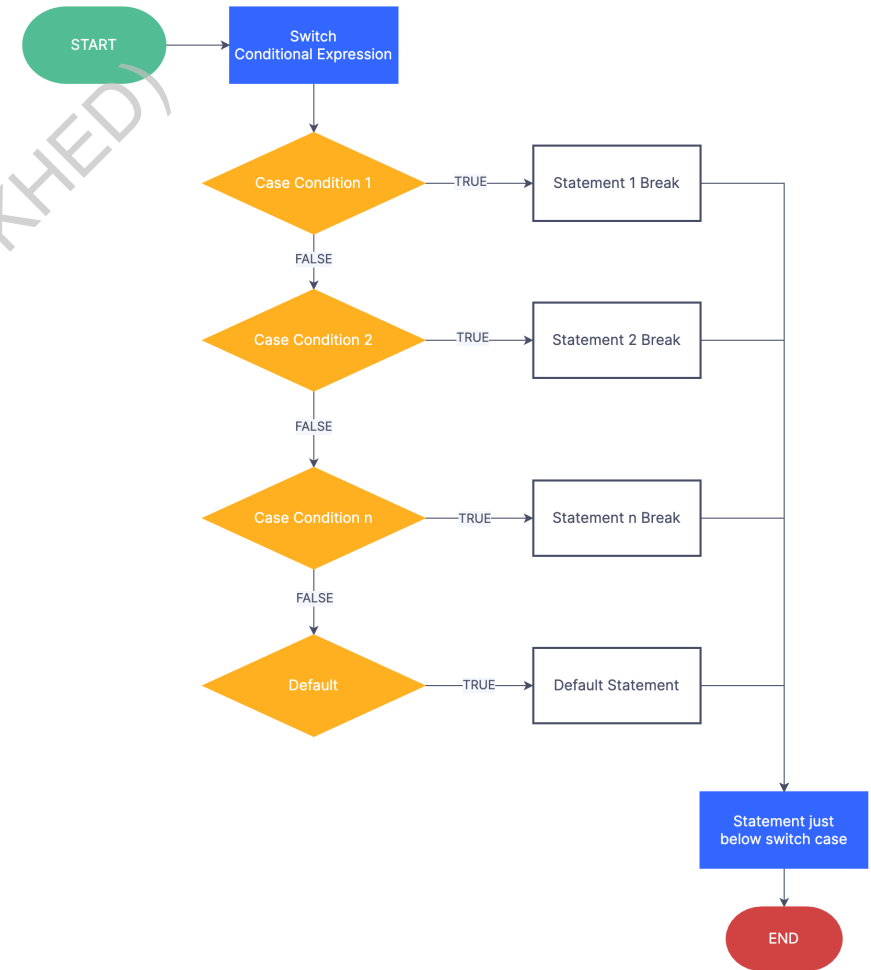 START
Switch
Conditional Expression
Case Condition 1
TRUE
Statement 1 Break
FALSE
Case Condition 2
TRUE
Statement 2 Break
FALSE
Case Condition n
TRUE
Statement n Break
FALSE
Default
TRUE
Default Statement
Statement just
below switch case
END